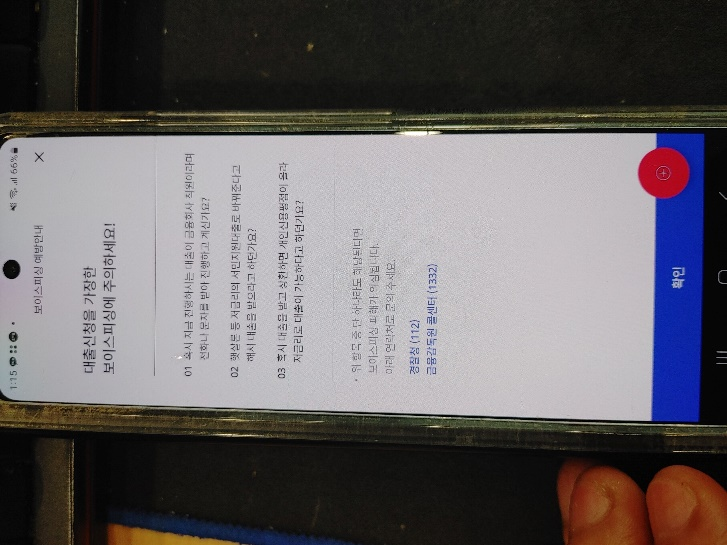 1:15
66%
보이스피싱 예방안내
대출신청을 가장한
보이스피싱에 주의하세요!
01 혹시 지금 진행하시는 대출이 금융회사 직원이라며
전화나 문자를 받아 진행하고 계신가요?
02 햇살론 등 저금리의 서민지원대출로 바꿔준다고
해서 대출을 받으라고 하던가요?
03 혹시 대출을 받고 상환하면 개인신용평점이 올라
저금리로 대출이 가능하다고 하던가요?
· 위 항목 중 단 하나라도 해당된다면
보이스피싱 피해가 의심됩니다.
아래 연락처로 문의 주세요.
경찰청 (112)
금융감독원 콜센터 (1332)
확인